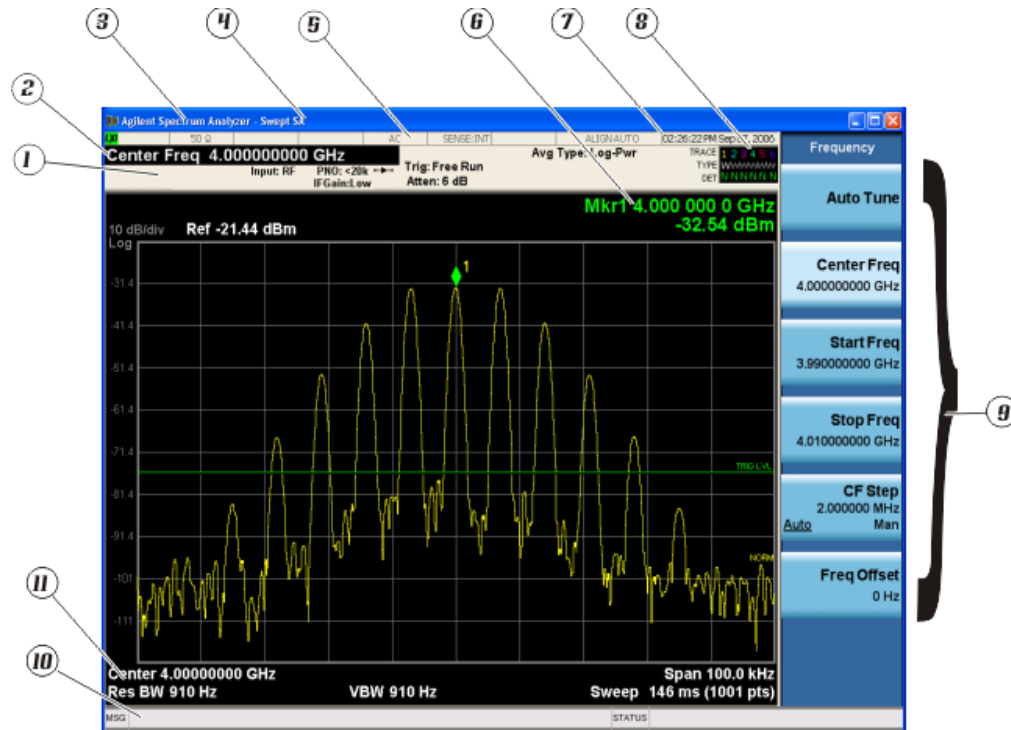 3 4 5 6 7 8
2
1
Agilent Spectrum Analyzer - Swept SA
50 Ω AC SENSE:INT ALIGN AUTO 02:26:22 PM Sep 07, 2006
Center Freq 4.000000000 GHz
Input: RF PNO: <20k Trig: Free Run Avg Type: Log-Pwr TRACE 1 2 3 4 5 6
IFGain:Low Atten: 6 dB TYPE
DET N N N N N N
Mkr1 4.000 000 0 GHz
-32.54 dBm
10 dB/div Ref -21.44 dBm
Log
1
-31.4
-41.4
-51.4
-61.4
-71.4
TRIG LVL
-81.4
-91.4
NORM
-101
-111
Center 4.00000000 GHz Span 100.0 kHz
Res BW 910 Hz VBW 910 Hz Sweep 146 ms (1001 pts)
MSG STATUS
Frequency
Auto Tune
Center Freq
4.000000000 GHz
Start Freq
3.990000000 GHz
Stop Freq
4.010000000 GHz
CF Step
2.000000 MHz
Auto Man
Freq Offset
0 Hz
9
11
10